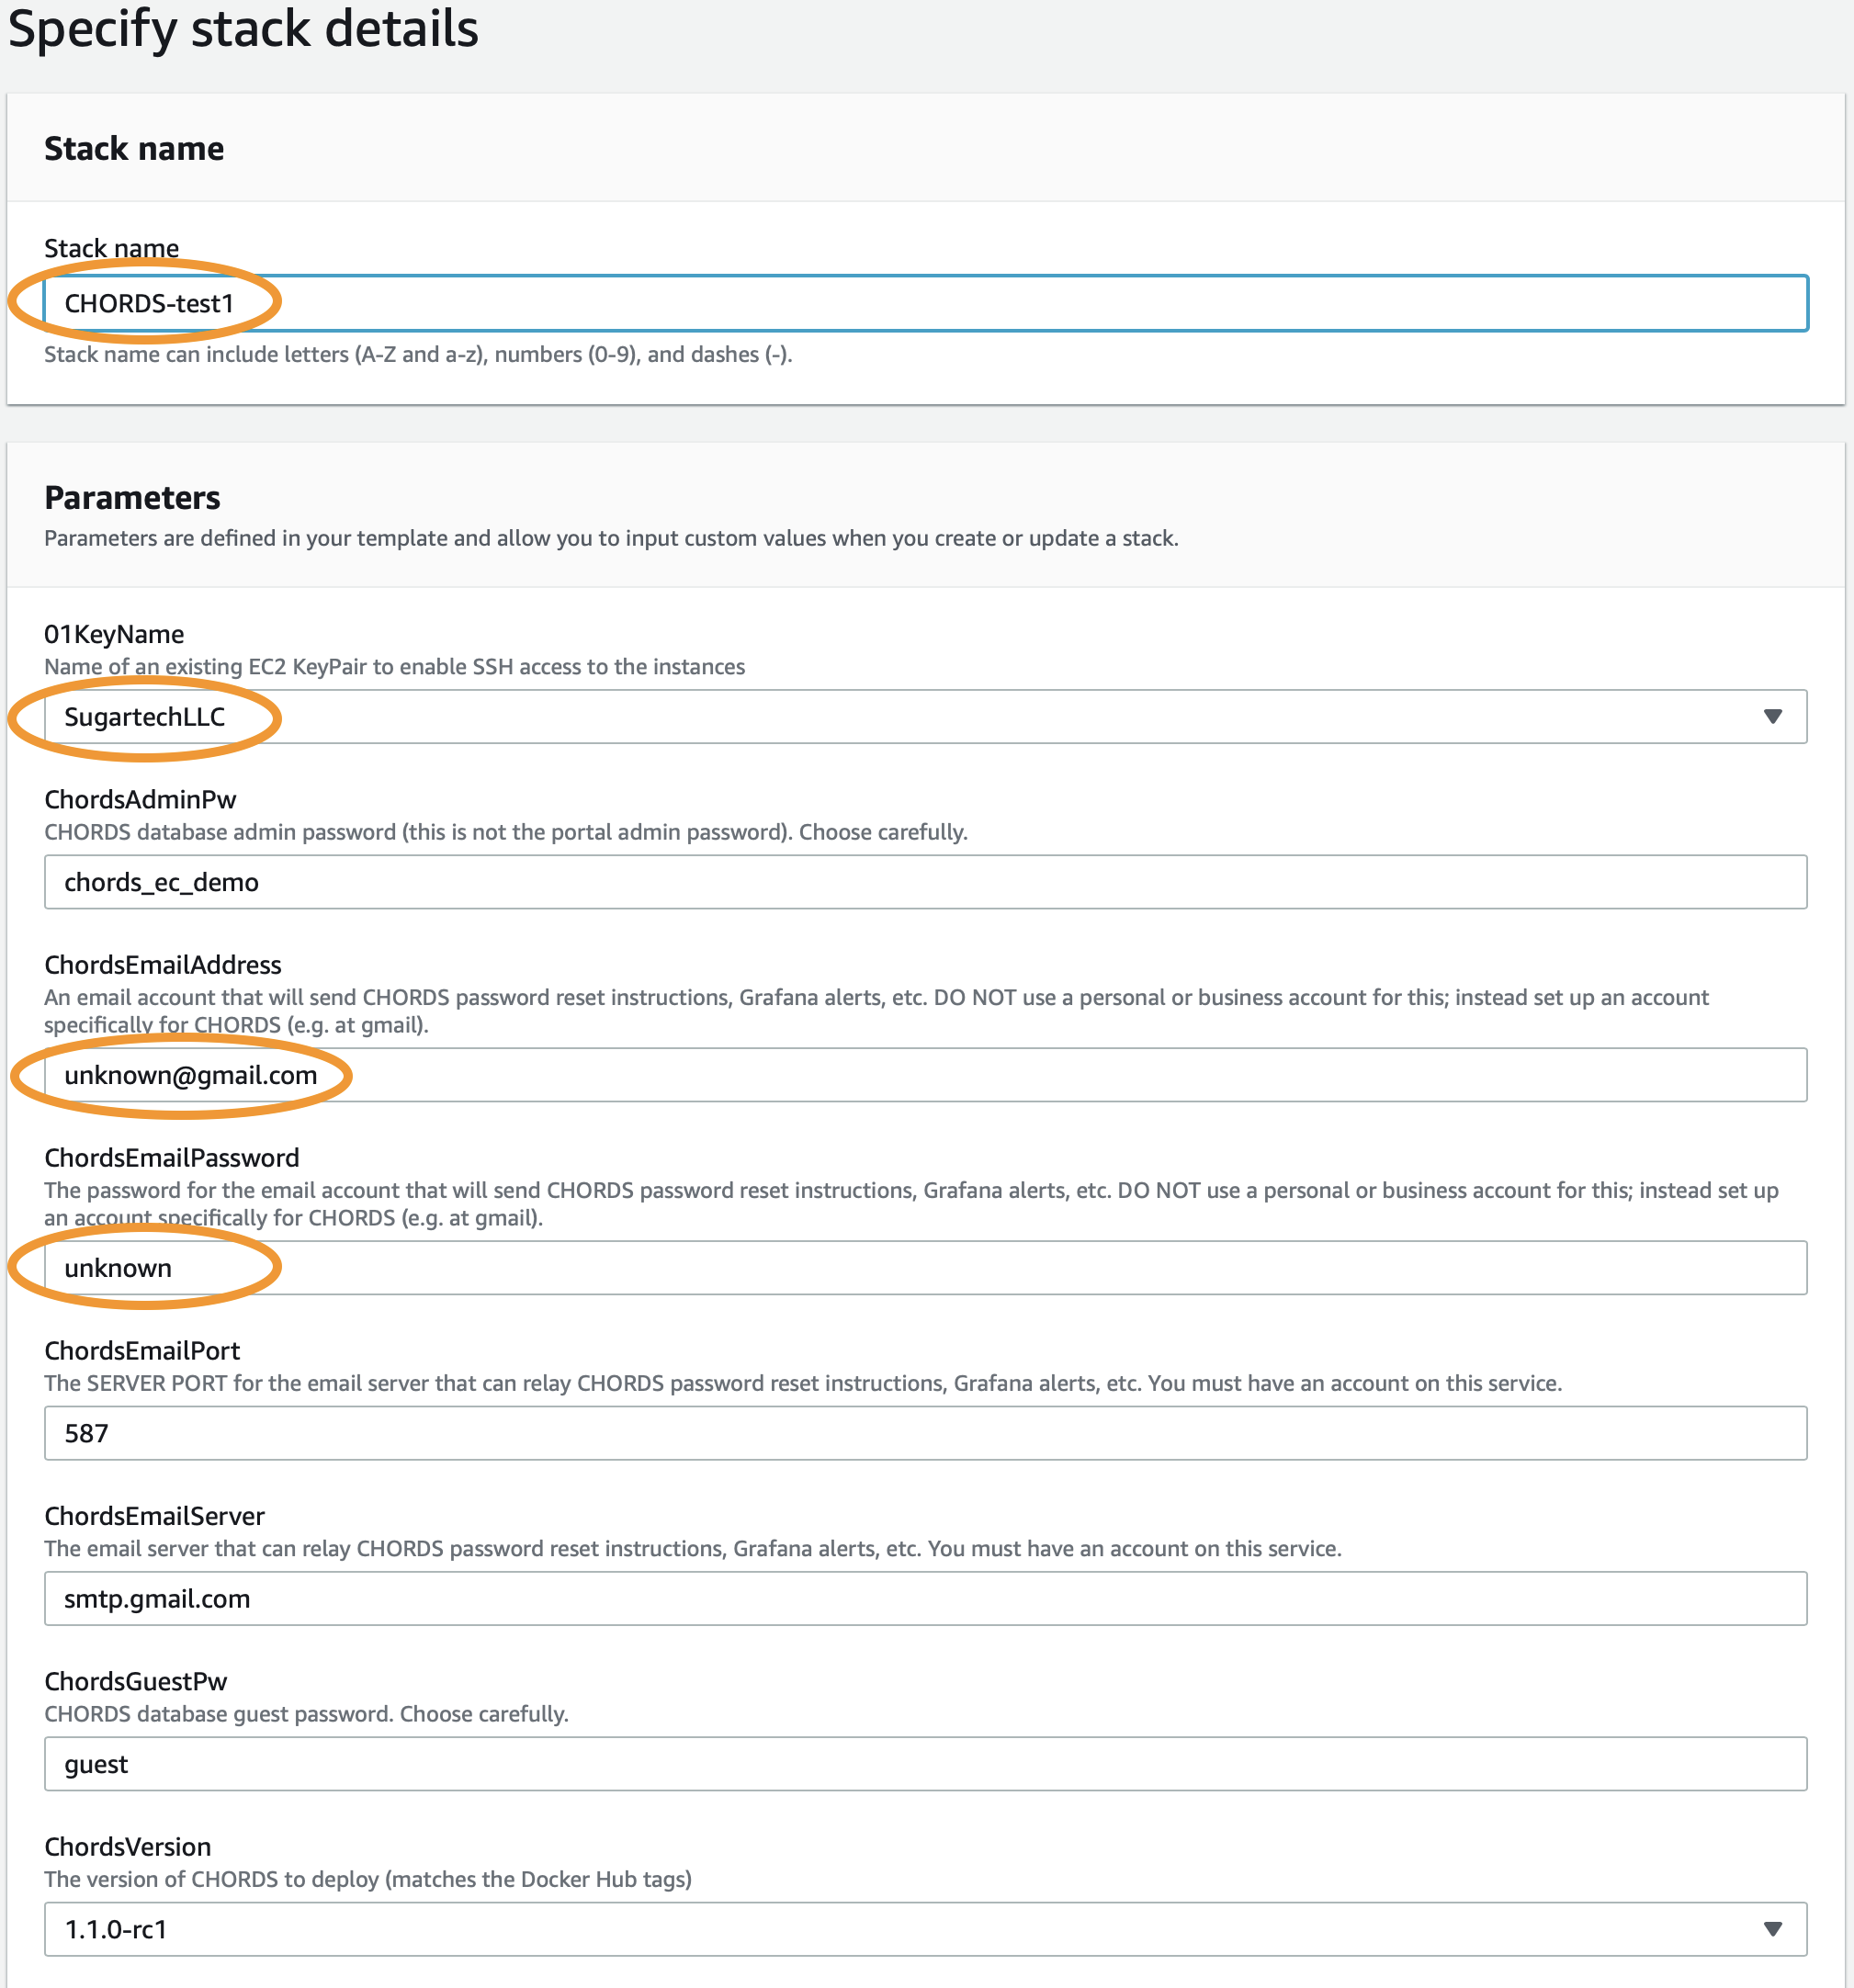 Specify stack details
Stack name
Stack name
CHORDS-test1
Stack name can include letters (A-Z and a-z), numbers (0-9), and dashes (-).
Parameters
Parameters are defined in your template and allow you to input custom values when you create or update a stack.
01KeyName
Name of an existing EC2 KeyPair to enable SSH access to the instances
SugartechLLC
ChordsAdminPw
CHORDS database admin password (this is not the portal admin password). Choose carefully.
chords_ec_demo
ChordsEmailAddress
An email account that will send CHORDS password reset instructions, Grafana alerts, etc. DO NOT use a personal or business account for this; instead set up an account
specifically for CHORDS (e.g. at gmail).
unknown@gmail.com
ChordsEmailPassword
The password for the email account that will send CHORDS password reset instructions, Grafana alerts, etc. DO NOT use a personal or business account for this; instead set up
an account specifically for CHORDS (e.g. at gmail).
unknown
ChordsEmailPort
The SERVER PORT for the email server that can relay CHORDS password reset instructions, Grafana alerts, etc. You must have an account on this service.
587
ChordsEmailServer
The email server that can relay CHORDS password reset instructions, Grafana alerts, etc. You must have an account on this service.
smtp.gmail.com
ChordsGuestPw
CHORDS database guest password. Choose carefully.
guest
ChordsVersion
The version of CHORDS to deploy (matches the Docker Hub tags)
1.1.0-rc1